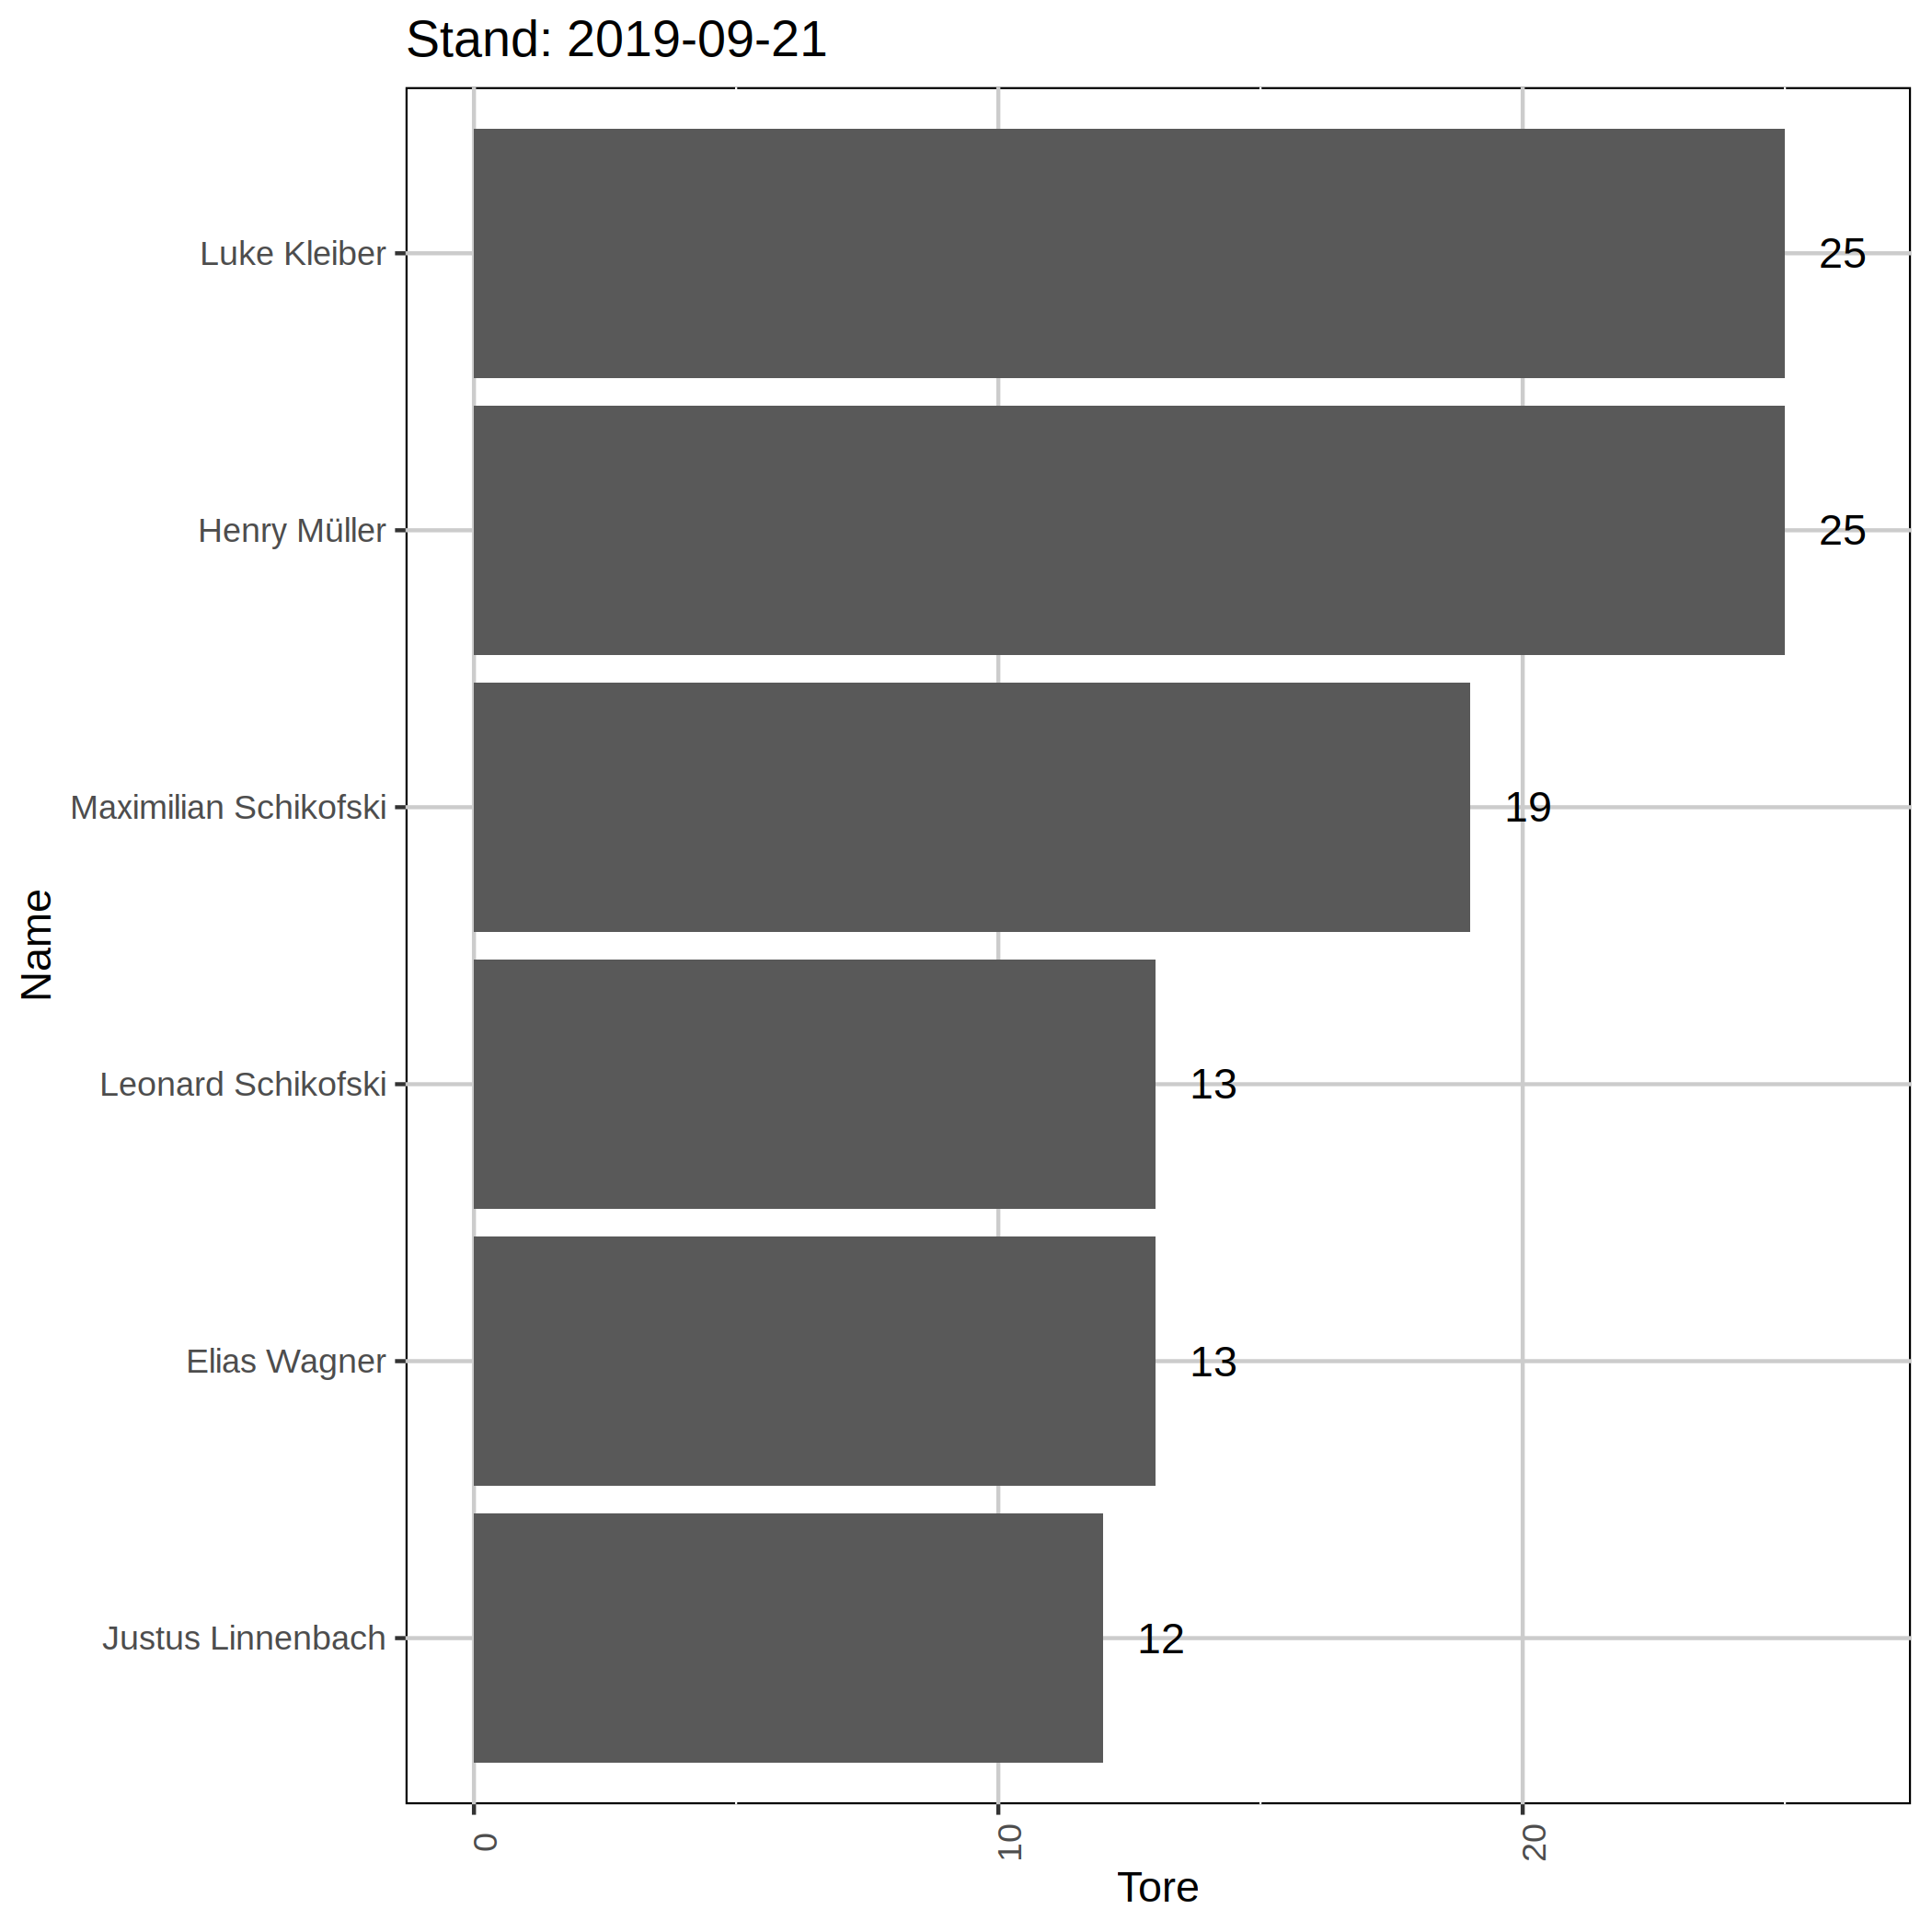 Stand: 2019-09-21
Luke Kleiber
25
Henry Müller
25
Maximilian Schikofski
19
Name
Leonard Schikofski
13
Elias Wagner
13
Justus Linnenbach
12
0
10
20
Tore